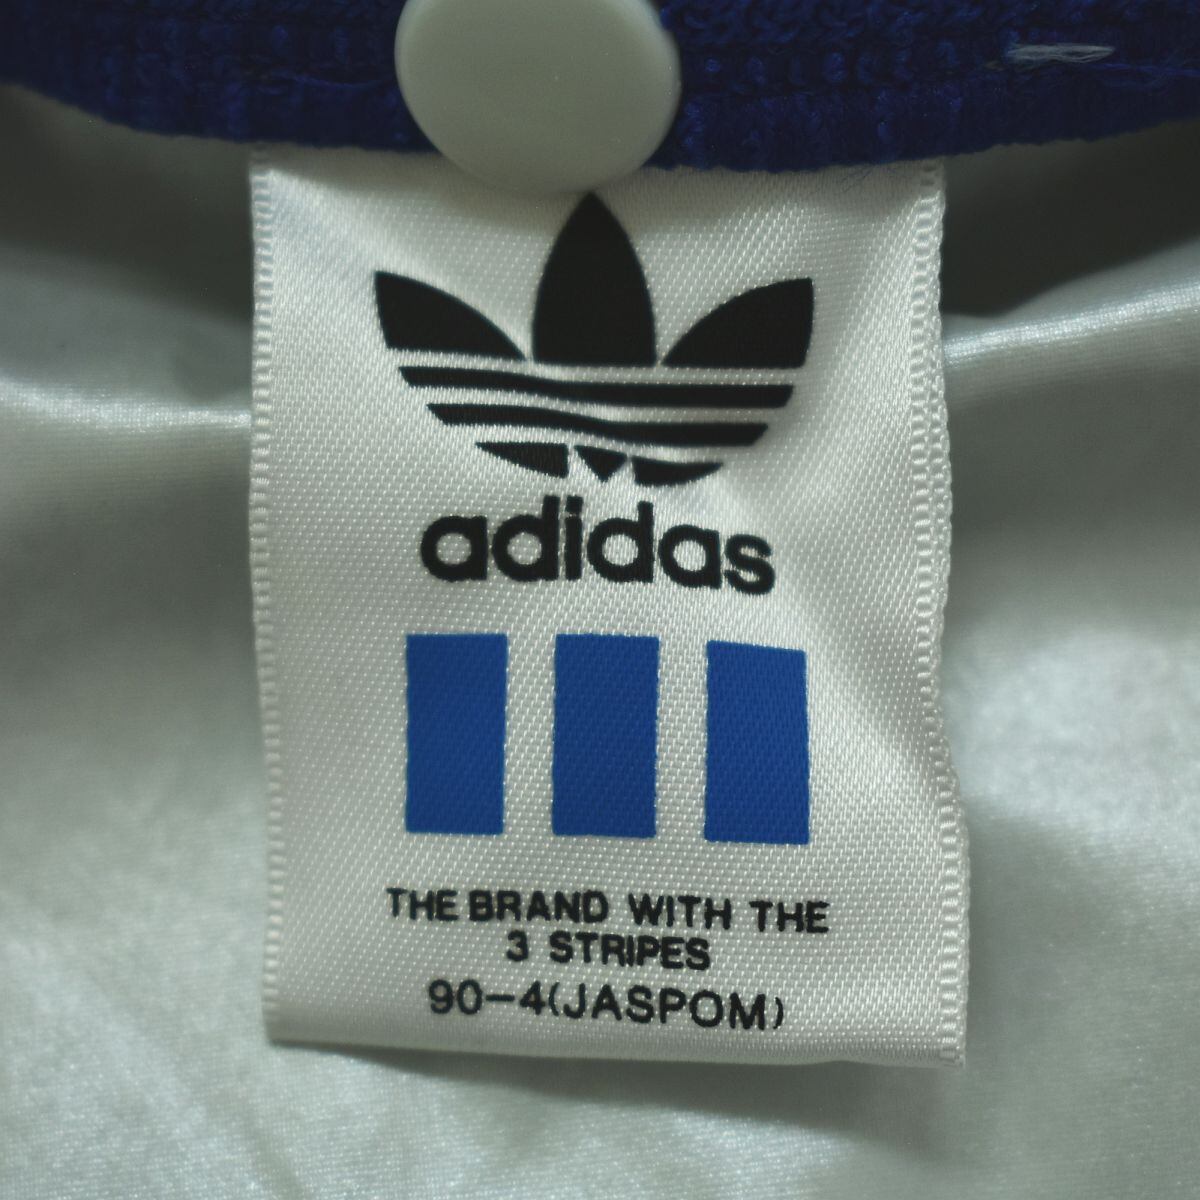 adidas
THE BRAND WITH THE
3 STRIPES
90-4(JASPOM)